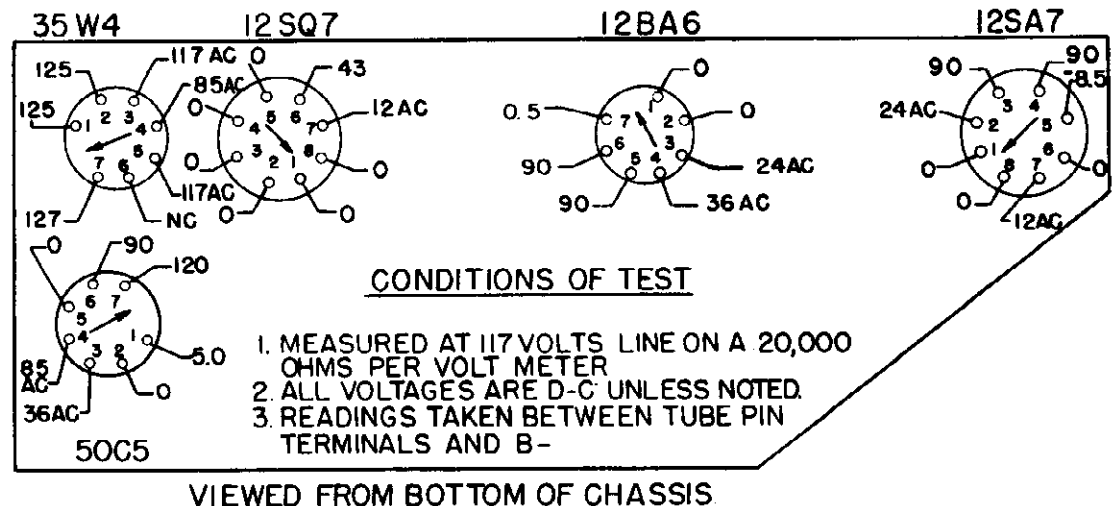 35W4 12SQ7 12BA6 12SA7
125 117AC 85AC 125 117AC NC 127
1 2 3 4 5 6 7
0 43 12AC 0 0 0 0 0
1 2 3 4 5 6 7 8
0 0 24AC 36AC 90 90 0.5
1 2 3 4 5 6 7
90 90 -8.5 0 12AC 0 0 24AC
1 2 3 4 5 6 7 8
0 90 120 5.0 0 36AC 85 AC
1 2 3 4 5 6 7
50C5
CONDITIONS OF TEST
1. MEASURED AT 117 VOLTS LINE ON A 20,000
OHMS PER VOLT METER
2. ALL VOLTAGES ARE D-C UNLESS NOTED.
3. READINGS TAKEN BETWEEN TUBE PIN
TERMINALS AND B-
VIEWED FROM BOTTOM OF CHASSIS